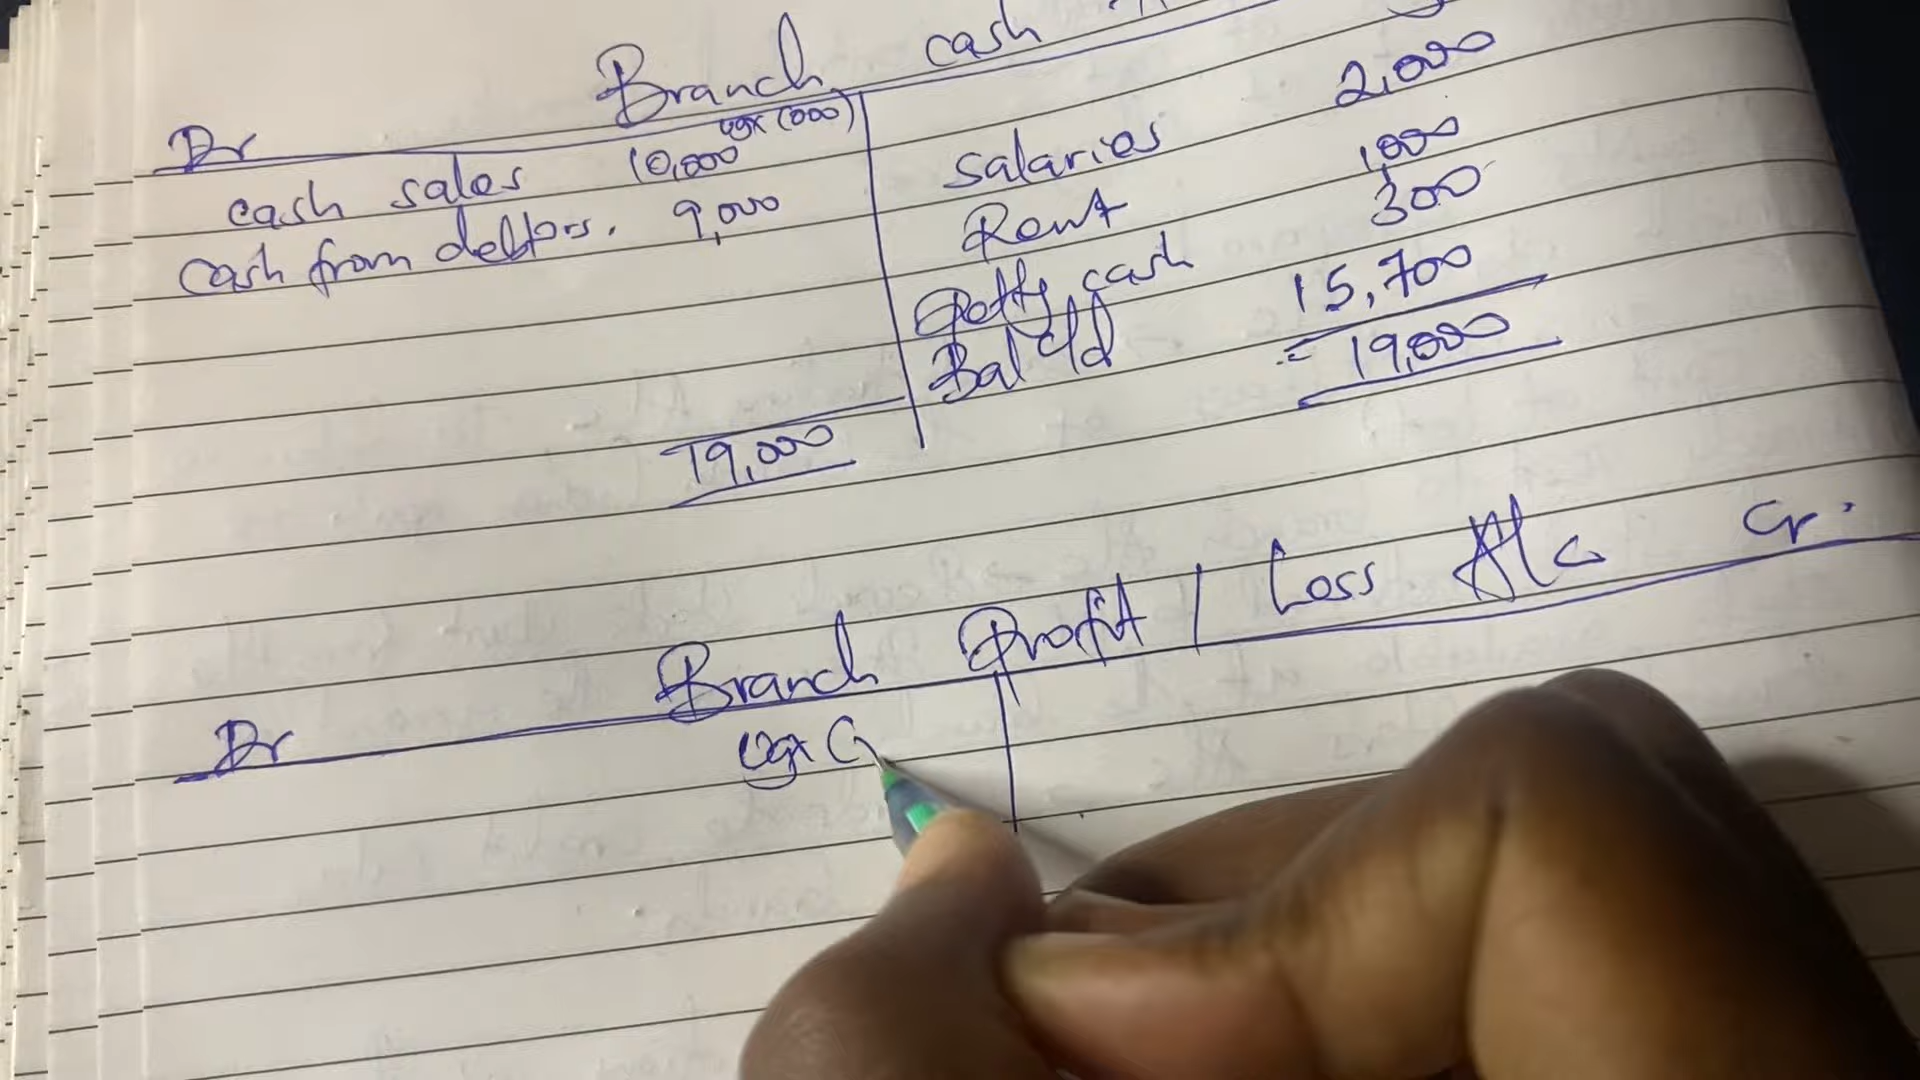 Branch cash
Dr ugx (000)
cash sales 10,000
cash from debtors. 9,000
19,000
Salaries 2,000
Rent 1,000
Petty cash 300
Bal c/d 15,700
19,000
Branch Profit / Loss A/c Cr.
Dr
Ugx (